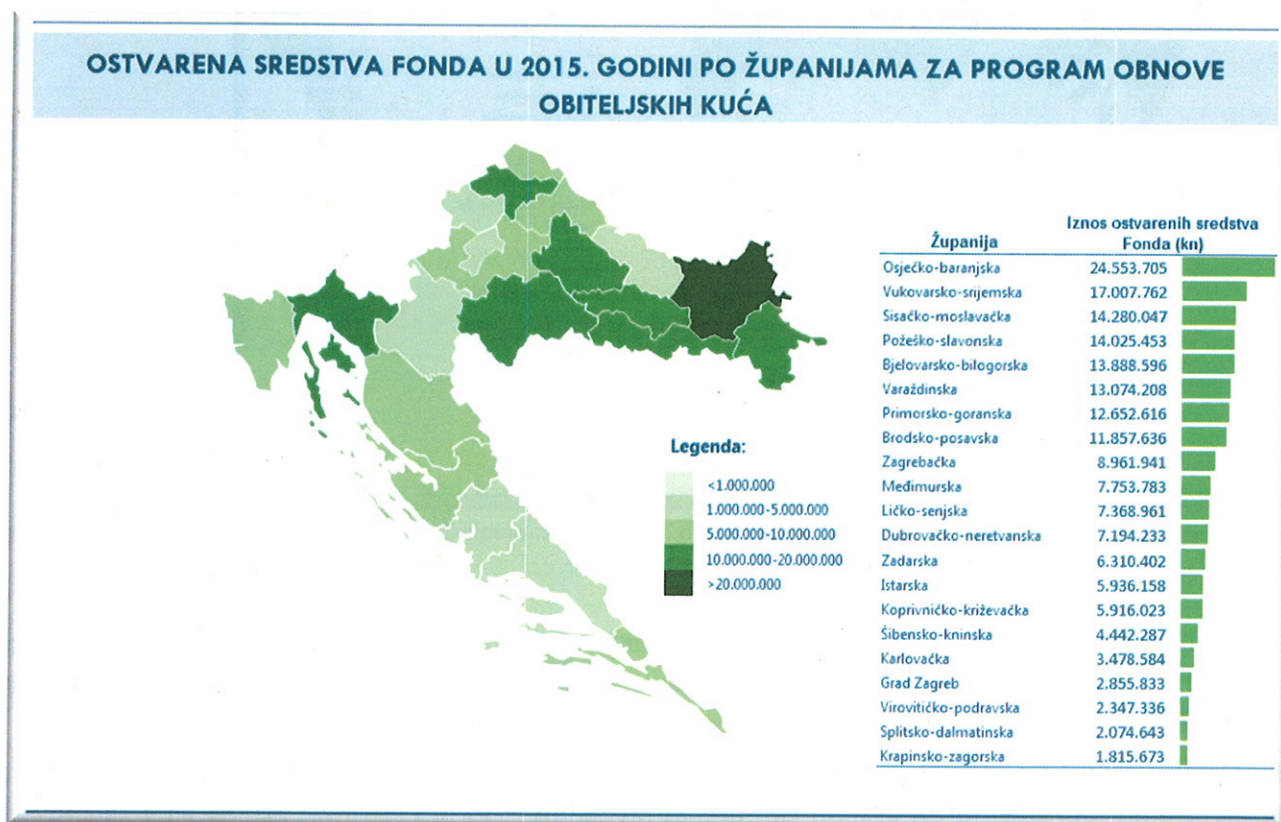 OSTVARENA SREDSTVA FONDA U 2015. GODINI PO ŽUPANIJAMA ZA PROGRAM OBNOVE
OBITELJSKIH KUĆA
Legenda:
<1.000.000
1.000.000-5.000.000
5.000.000-10.000.000
10.000.000-20.000.000
>20.000.000
Županija Iznos ostvarenih sredstva Fonda (kn)
Osječko-baranjska 24.553.705
Vukovarsko-srijemska 17.007.762
Sisačko-moslavačka 14.280.047
Požeško-slavonska 14.025.453
Bjelovarsko-bilogorska 13.888.596
Varaždinska 13.074.208
Primorsko-goranska 12.652.616
Brodsko-posavska 11.857.636
Zagrebačka 8.961.941
Međimurska 7.753.783
Ličko-senjska 7.368.961
Dubrovačko-neretvanska 7.194.233
Zadarska 6.310.402
Istarska 5.936.158
Koprivničko-križevačka 5.916.023
Šibensko-kninska 4.442.287
Karlovačka 3.478.584
Grad Zagreb 2.855.833
Virovitičko-podravska 2.347.336
Splitsko-dalmatinska 2.074.643
Krapinsko-zagorska 1.815.673